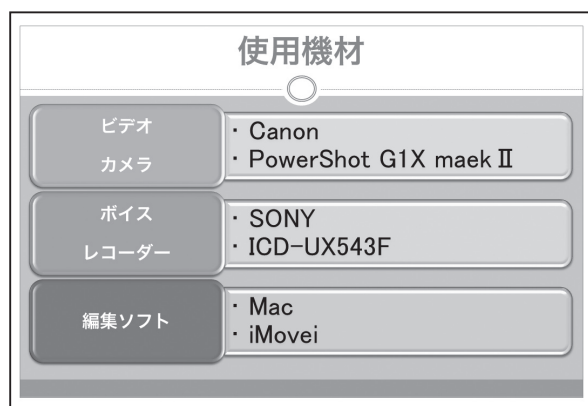 使用機材
ビデオ
カメラ
・Canon
・PowerShot G1X maek Ⅱ
ボイス
レコーダー
・SONY
・ICD-UX543F
編集ソフト
・Mac
・iMovei